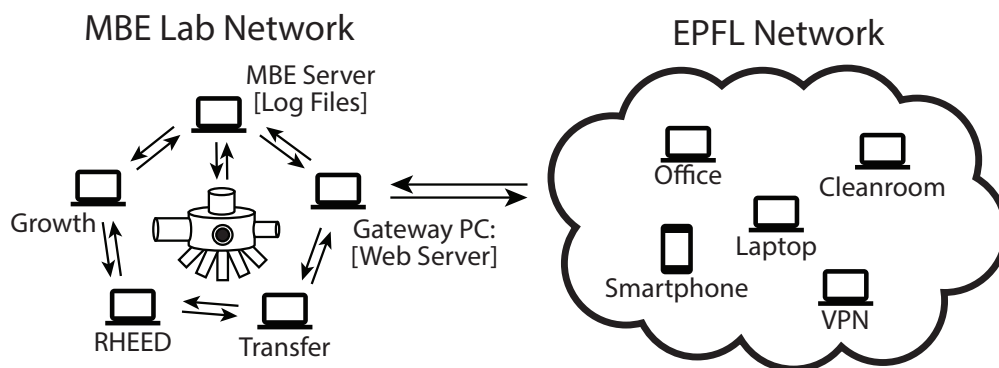 MBE Lab Network
EPFL Network
MBE Server
[Log Files]
Office
Cleanroom
Growth
Gateway PC:
[Web Server]
Laptop
Smartphone
RHEED
Transfer
VPN